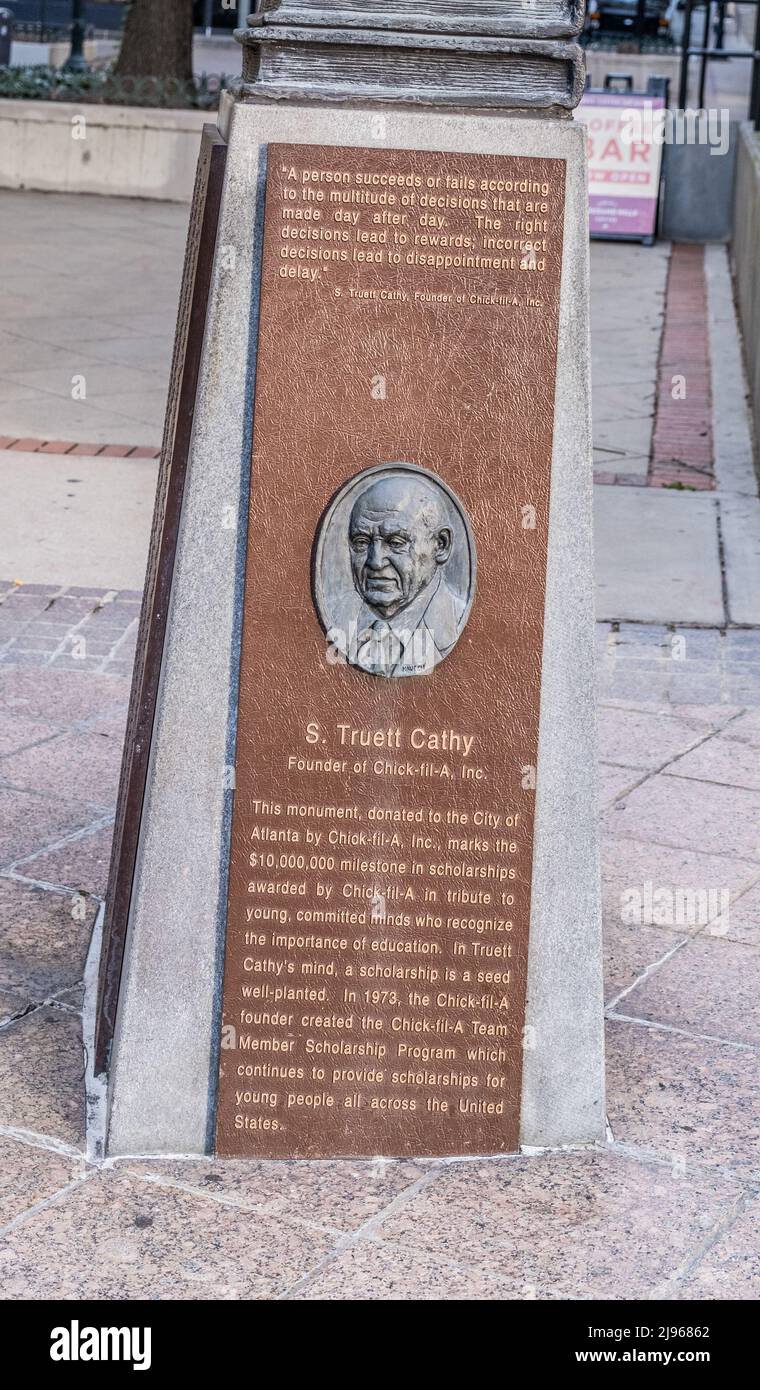 "A person succeeds or fails according
to the multitude of decisions that are
made day after day. The right
decisions lead to rewards; incorrect
decisions lead to disappointment and
delay."
S. Truett Cathy, Founder of Chick-fil-A, Inc.
BAR
OPEN
S. Truett Cathy
Founder of Chick-fil-A, Inc.
This monument, donated to the City of
Atlanta by Chick-fil-A, Inc., marks the
$10,000,000 milestone in scholarships
awarded by Chick-fil-A in tribute to
young, committed minds who recognize
the importance of education. In Truett
Cathy's mind, a scholarship is a seed
well-planted. In 1973, the Chick-fil-A
founder created the Chick-fil-A Team
Member Scholarship Program which
continues to provide scholarships for
young people all across the United
States.
alamy
alamy
Image ID: 2J96862
www.alamy.com